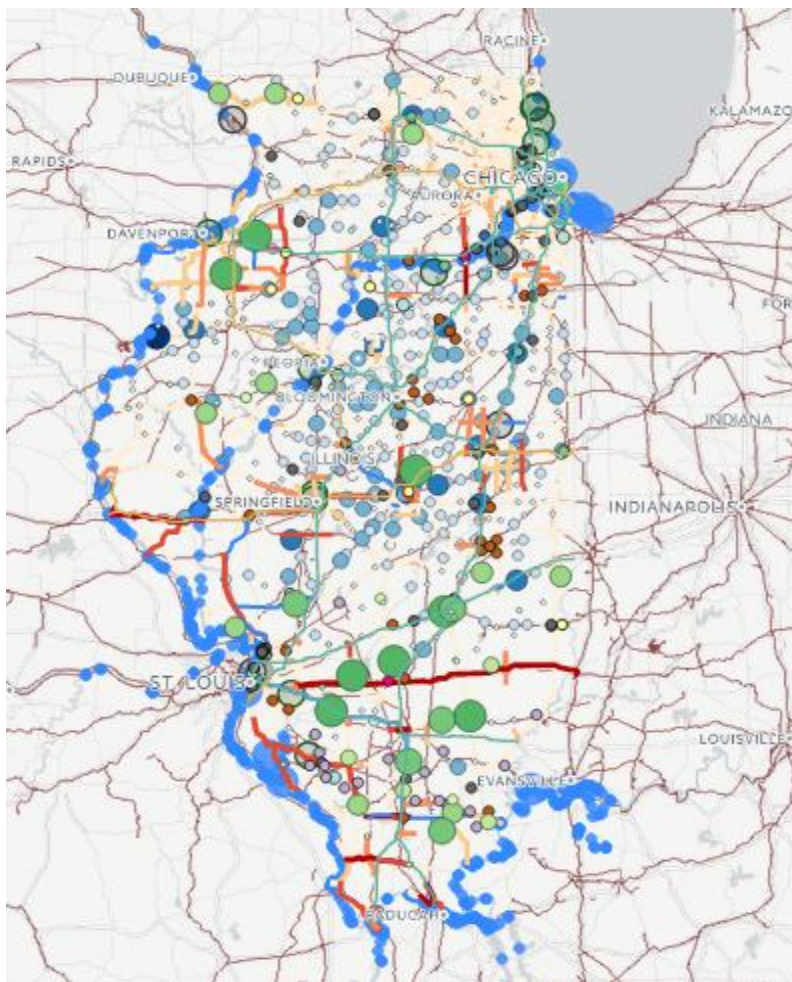 RACINE
DUBUQUE
KALAMAZO
RAPIDS
CHICAGO
AURORA
DAVENPORT
FOR
PEORIA
BLOOMINGTON
INDIANA
ILLINOIS
SPRINGFIELD
INDIANAPOLIS
ST LOUIS
LOUISVILLE
EVANSVILLE
PADUCAH